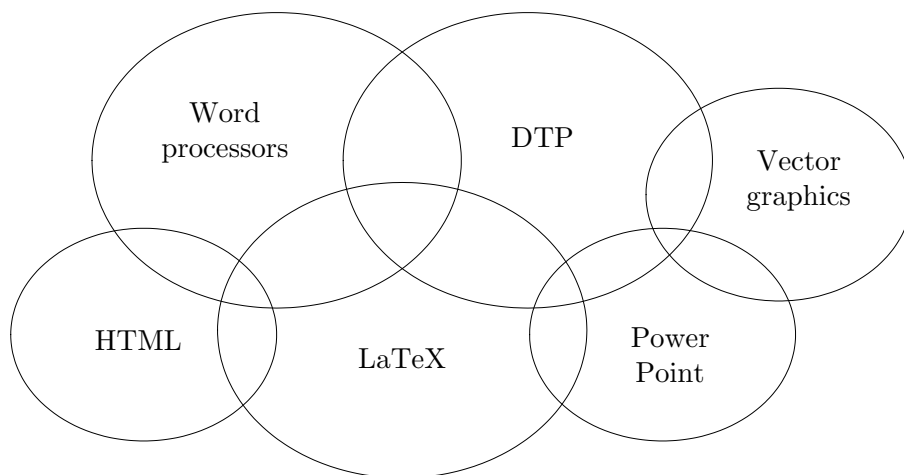 Word
processors
DTP
Vector
graphics
HTML
LaTeX
Power
Point